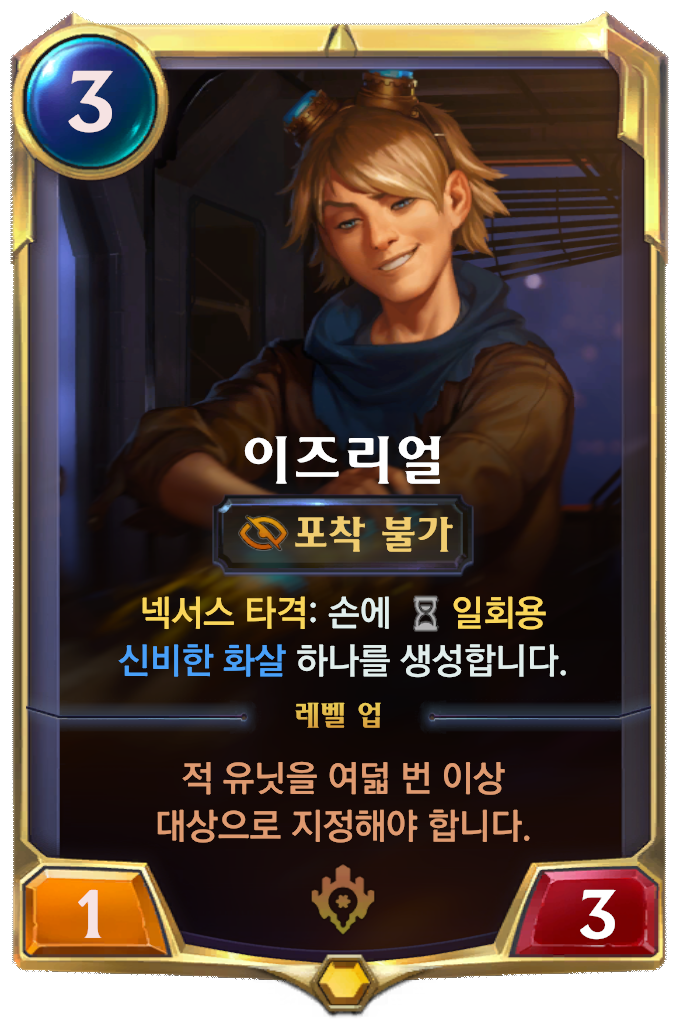 3
이즈리얼
포착 불가
넥서스 타격: 손에 일회용
신비한 화살 하나를 생성합니다.
레벨 업
적 유닛을 여덟 번 이상
대상으로 지정해야 합니다.
1
3